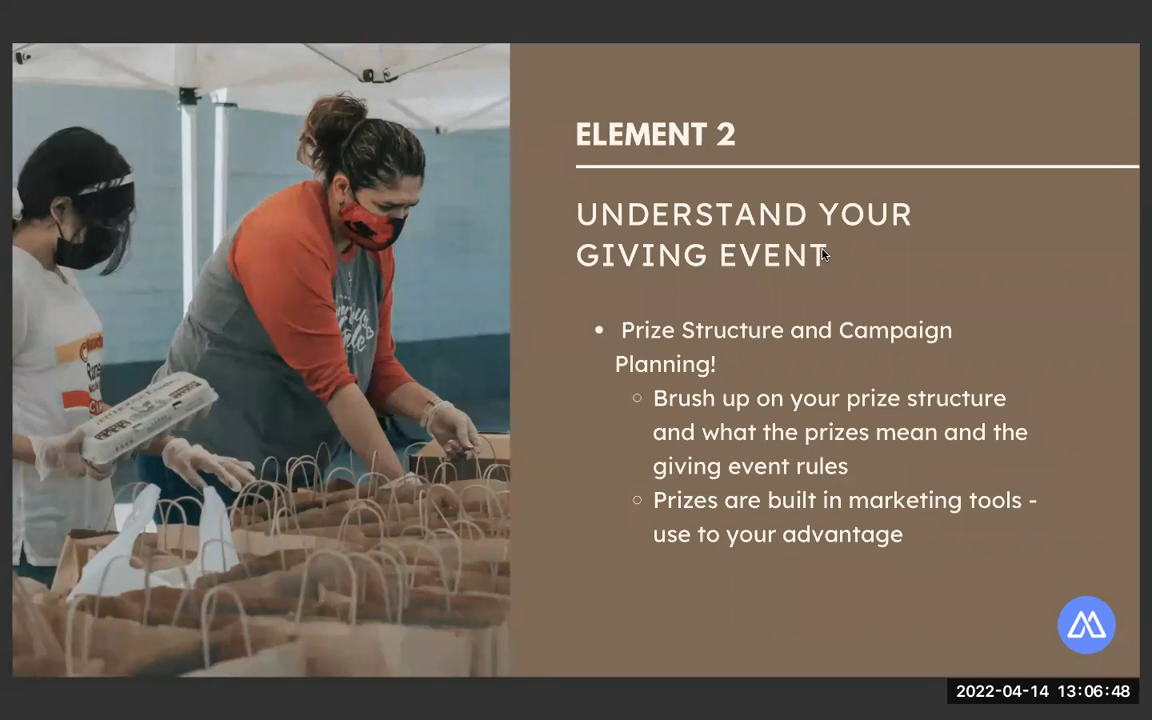 ELEMENT 2
UNDERSTAND YOUR
GIVING EVENT
• Prize Structure and Campaign
Planning!
○ Brush up on your prize structure
and what the prizes mean and the
giving event rules
○ Prizes are built in marketing tools -
use to your advantage
2022-04-14 13:06:48